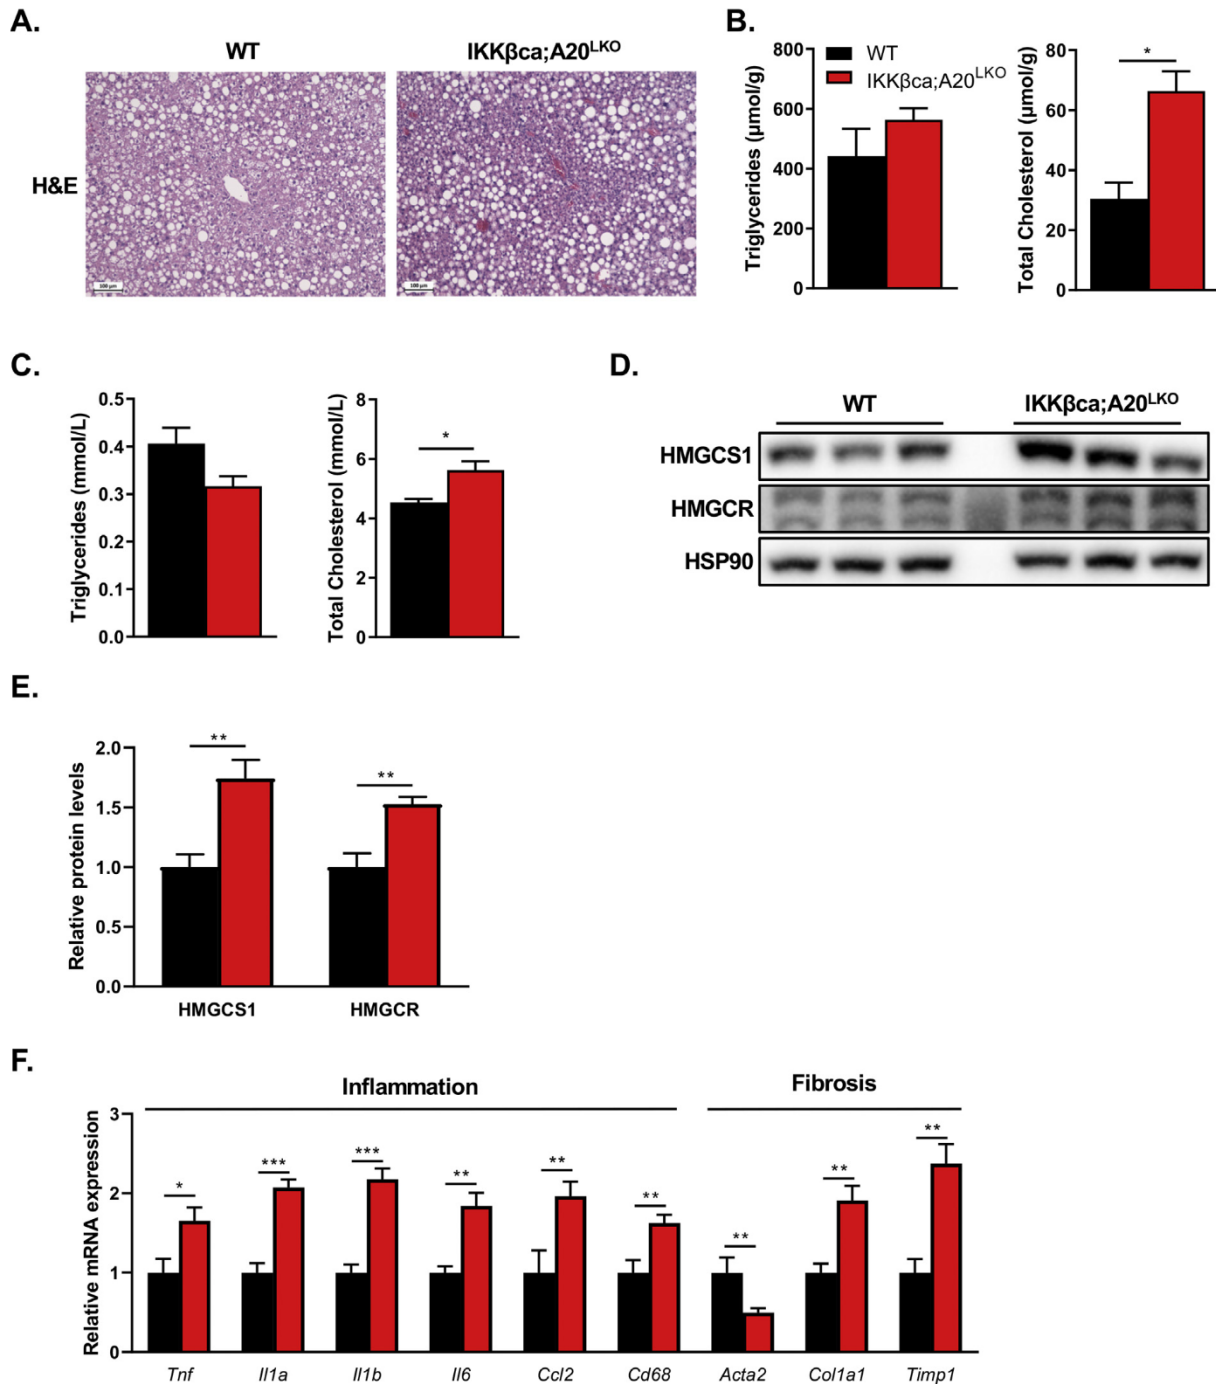 A.
WT
IKKβca;A20LKO
H&E
100 µm
100 µm
B.
Triglycerides (µmol/g)
800
600
400
200
0
WT
IKKβca;A20LKO
Total Cholesterol (µmol/g)
80
60
40
20
0
*
C.
Triglycerides (mmol/L)
0.5
0.4
0.3
0.2
0.1
0.0
Total Cholesterol (mmol/L)
8
6
4
2
0
*
D.
WT
IKKβca;A20LKO
HMGCS1
HMGCR
HSP90
E.
Relative protein levels
2.0
1.5
1.0
0.5
0.0
**
**
HMGCS1
HMGCR
F.
Inflammation
Fibrosis
Relative mRNA expression
3
2
1
0
*
***
***
**
**
**
**
**
**
Tnf
Il1a
Il1b
Il6
Ccl2
Cd68
Acta2
Col1a1
Timp1